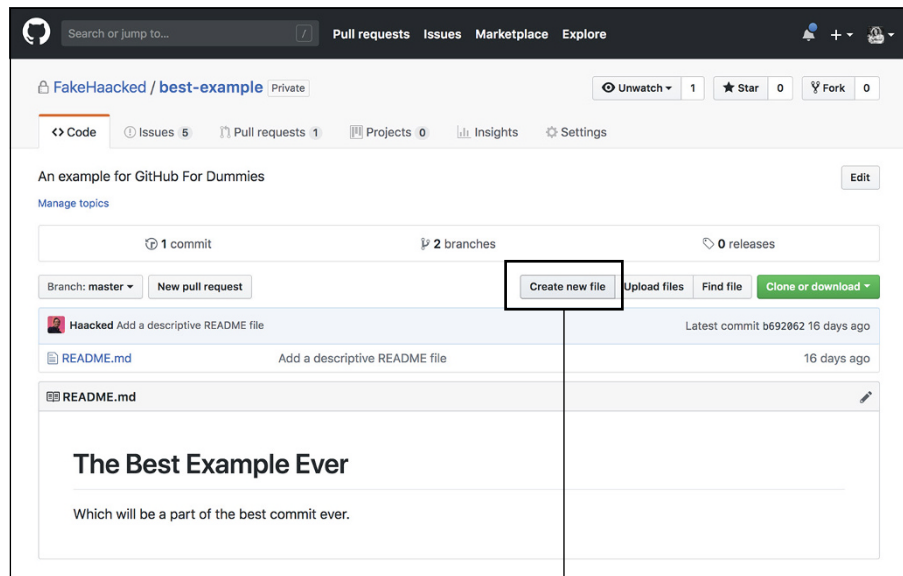 Search or jump to... / Pull requests Issues Marketplace Explore
FakeHaacked / best-example Private Unwatch 1 Star 0 Fork 0
Code Issues 5 Pull requests 1 Projects 0 Insights Settings
An example for GitHub For Dummies Edit
Manage topics
1 commit 2 branches 0 releases
Branch: master New pull request Create new file Upload files Find file Clone or download
Haacked Add a descriptive README file Latest commit b692062 16 days ago
README.md Add a descriptive README file 16 days ago
README.md
The Best Example Ever
Which will be a part of the best commit ever.